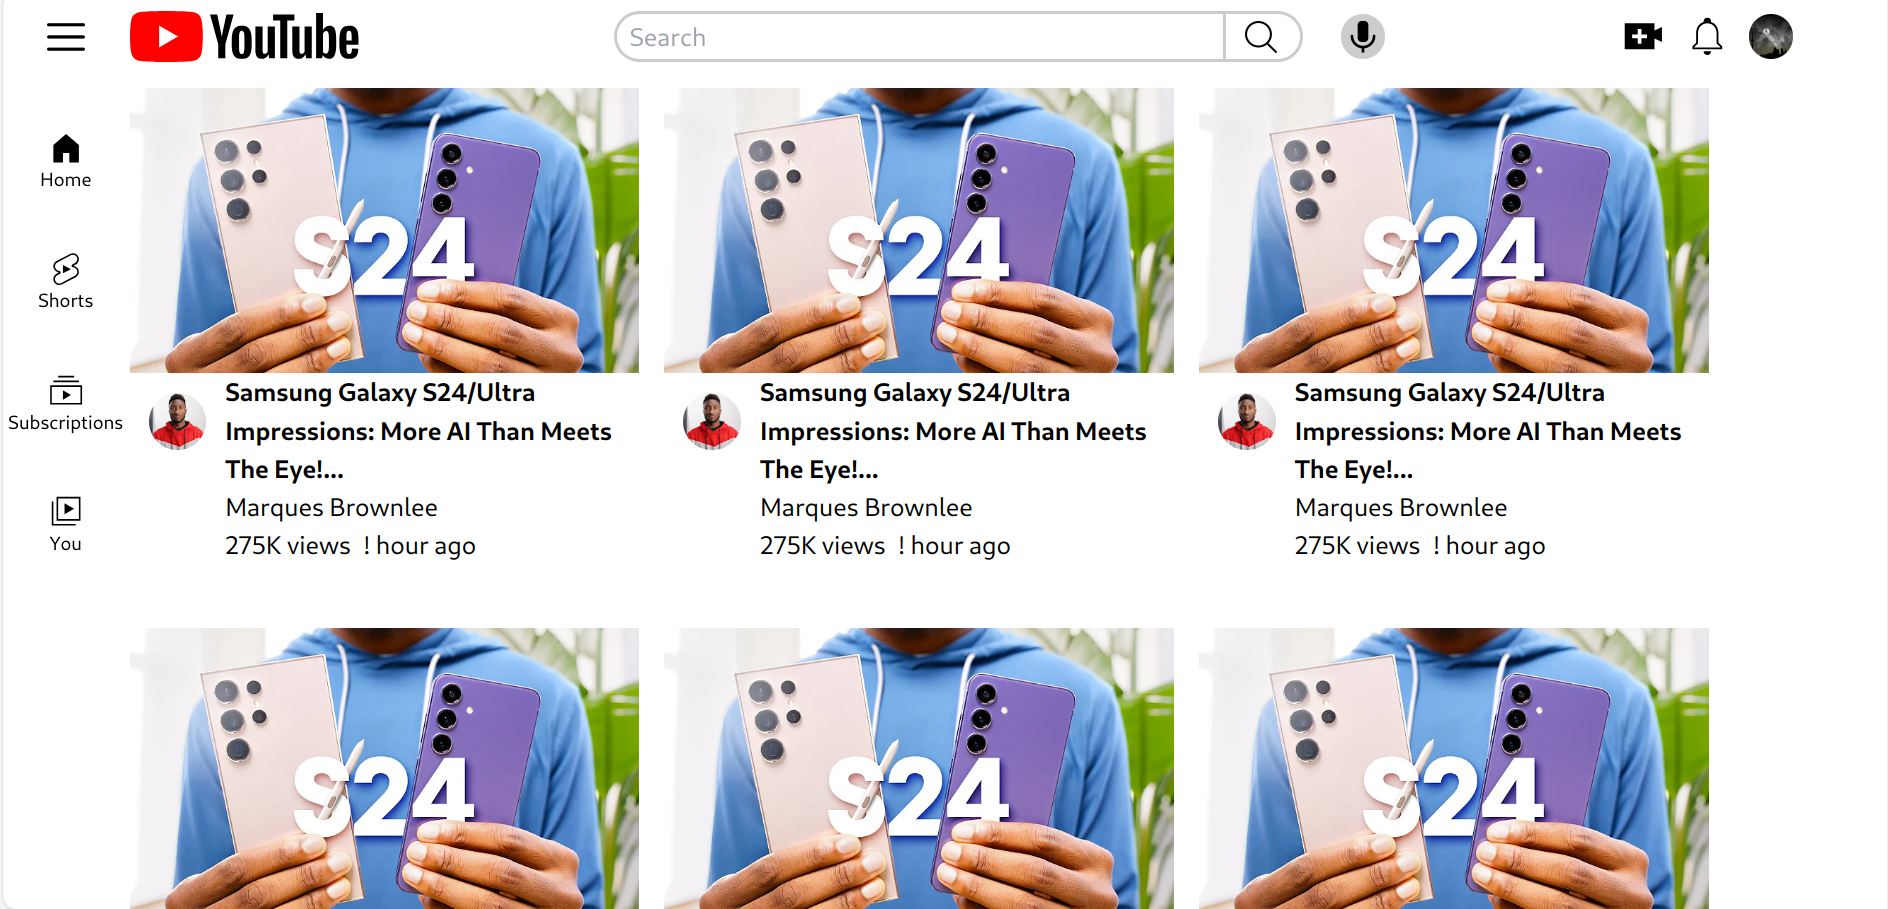 YouTube
Search
Home
Shorts
Subscriptions
You
S24
Samsung Galaxy S24/Ultra
Impressions: More AI Than Meets
The Eye!...
Marques Brownlee
275K views ! hour ago
S24
Samsung Galaxy S24/Ultra
Impressions: More AI Than Meets
The Eye!...
Marques Brownlee
275K views ! hour ago
S24
Samsung Galaxy S24/Ultra
Impressions: More AI Than Meets
The Eye!...
Marques Brownlee
275K views ! hour ago
S24
S24
S24